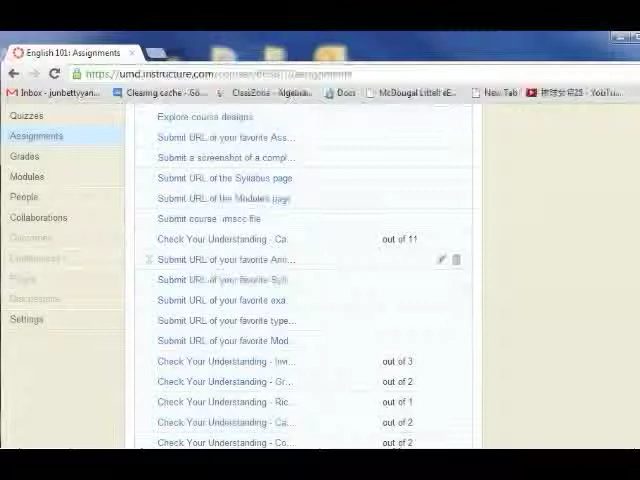 English 101: Assignments
https://umd.instructure.com
Inbox - junbettyyan...
Clearing cache - Go...
ClassZone - Algebra...
Docs
McDougal Littell eE...
New Tab
YouTu...
Quizzes
Assignments
Grades
Modules
People
Collaborations
Outcomes
Conferences
Pages
Discussions
Settings
Explore course designs
Submit URL of your favorite Ass...
Submit a screenshot of a compl...
Submit URL of the Syllabus page
Submit URL of the Modules page
Submit course .imscc file
Check Your Understanding - Ca... out of 11
Submit URL of your favorite Ann...
Submit URL of your favorite Syll...
Submit URL of your favorite exa...
Submit URL of your favorite type...
Submit URL of your favorite Mod...
Check Your Understanding - Invi... out of 3
Check Your Understanding - Gr... out of 2
Check Your Understanding - Ric... out of 1
Check Your Understanding - Ca... out of 2
Check Your Understanding - Co... out of 2